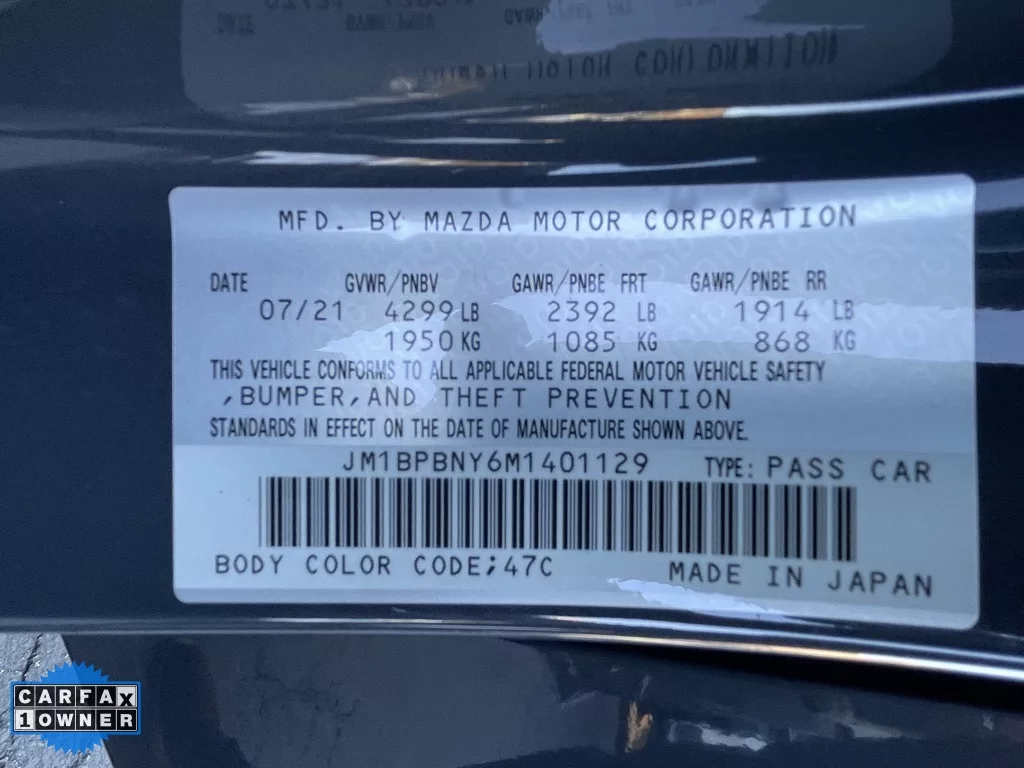 MFD. BY MAZDA MOTOR CORPORATION
DATE GVWR/PNBV GAWR/PNBE FRT GAWR/PNBE RR
07/21 4299 LB 2392 LB 1914 LB
1950 KG 1085 KG 868 KG
THIS VEHICLE CONFORMS TO ALL APPLICABLE FEDERAL MOTOR VEHICLE SAFETY
,BUMPER,AND THEFT PREVENTION
STANDARDS IN EFFECT ON THE DATE OF MANUFACTURE SHOWN ABOVE.
JM1BPBNY6M1401129 TYPE: PASS CAR
BODY COLOR CODE;47C MADE IN JAPAN
CARFAX
1 OWNER